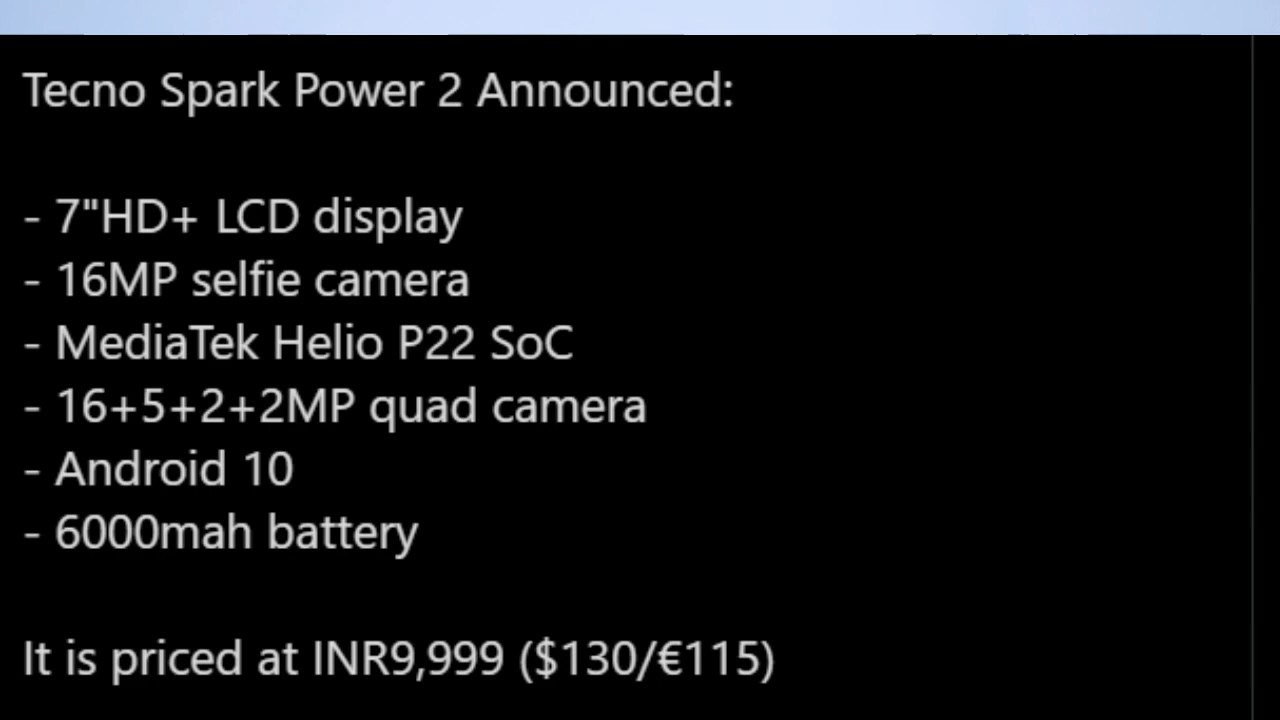 Tecno Spark Power 2 Announced:
- 7"HD+ LCD display
- 16MP selfie camera
- MediaTek Helio P22 SoC
- 16+5+2+2MP quad camera
- Android 10
- 6000mah battery
It is priced at INR9,999 ($130/€115)